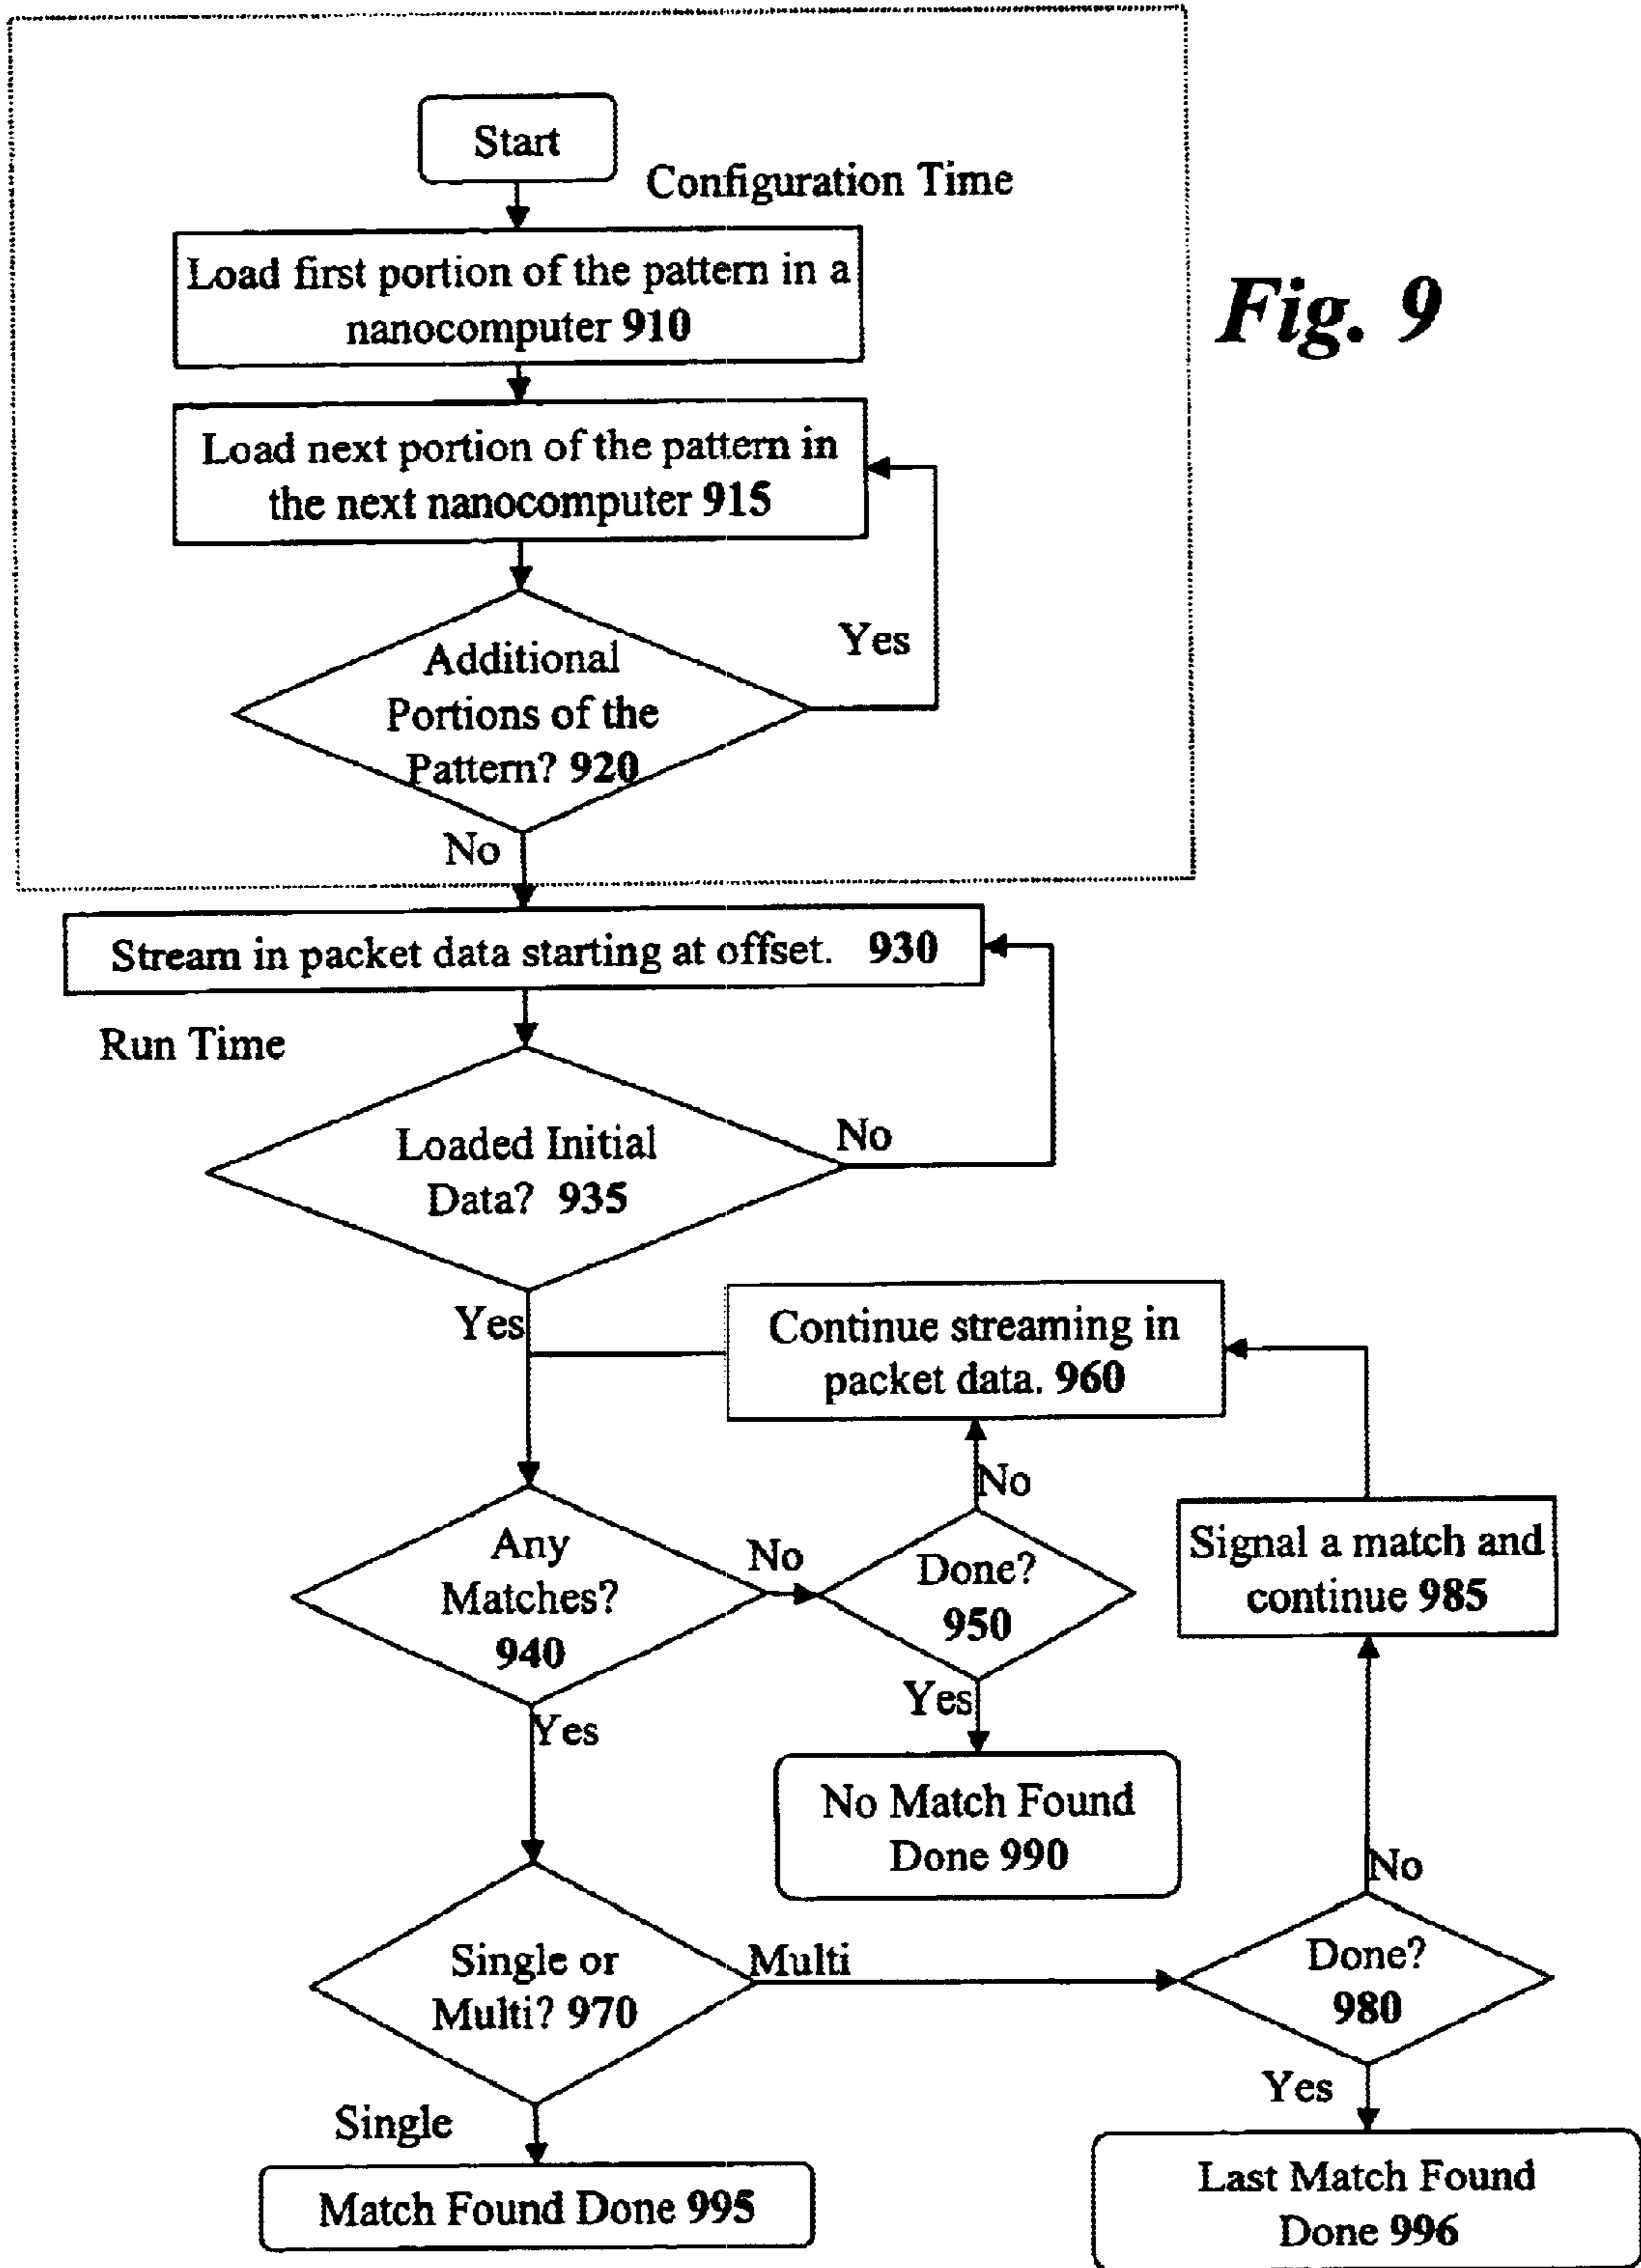 Start
Configuration Time
Load first portion of the pattern in a
nanocomputer 910
Fig. 9
Load next portion of the pattern in
the next nanocomputer 915
Yes
Additional
Portions of the
Pattern? 920
No
Stream in packet data starting at offset. 930
Run Time
Loaded Initial
Data? 935
No
Yes
Continue streaming in
packet data. 960
No
Any
Matches?
940
No
Done?
950
Signal a match and
continue 985
Yes
Yes
No Match Found
Done 990
No
Single or
Multi? 970
Multi
Done?
980
Single
Yes
Match Found Done 995
Last Match Found
Done 996